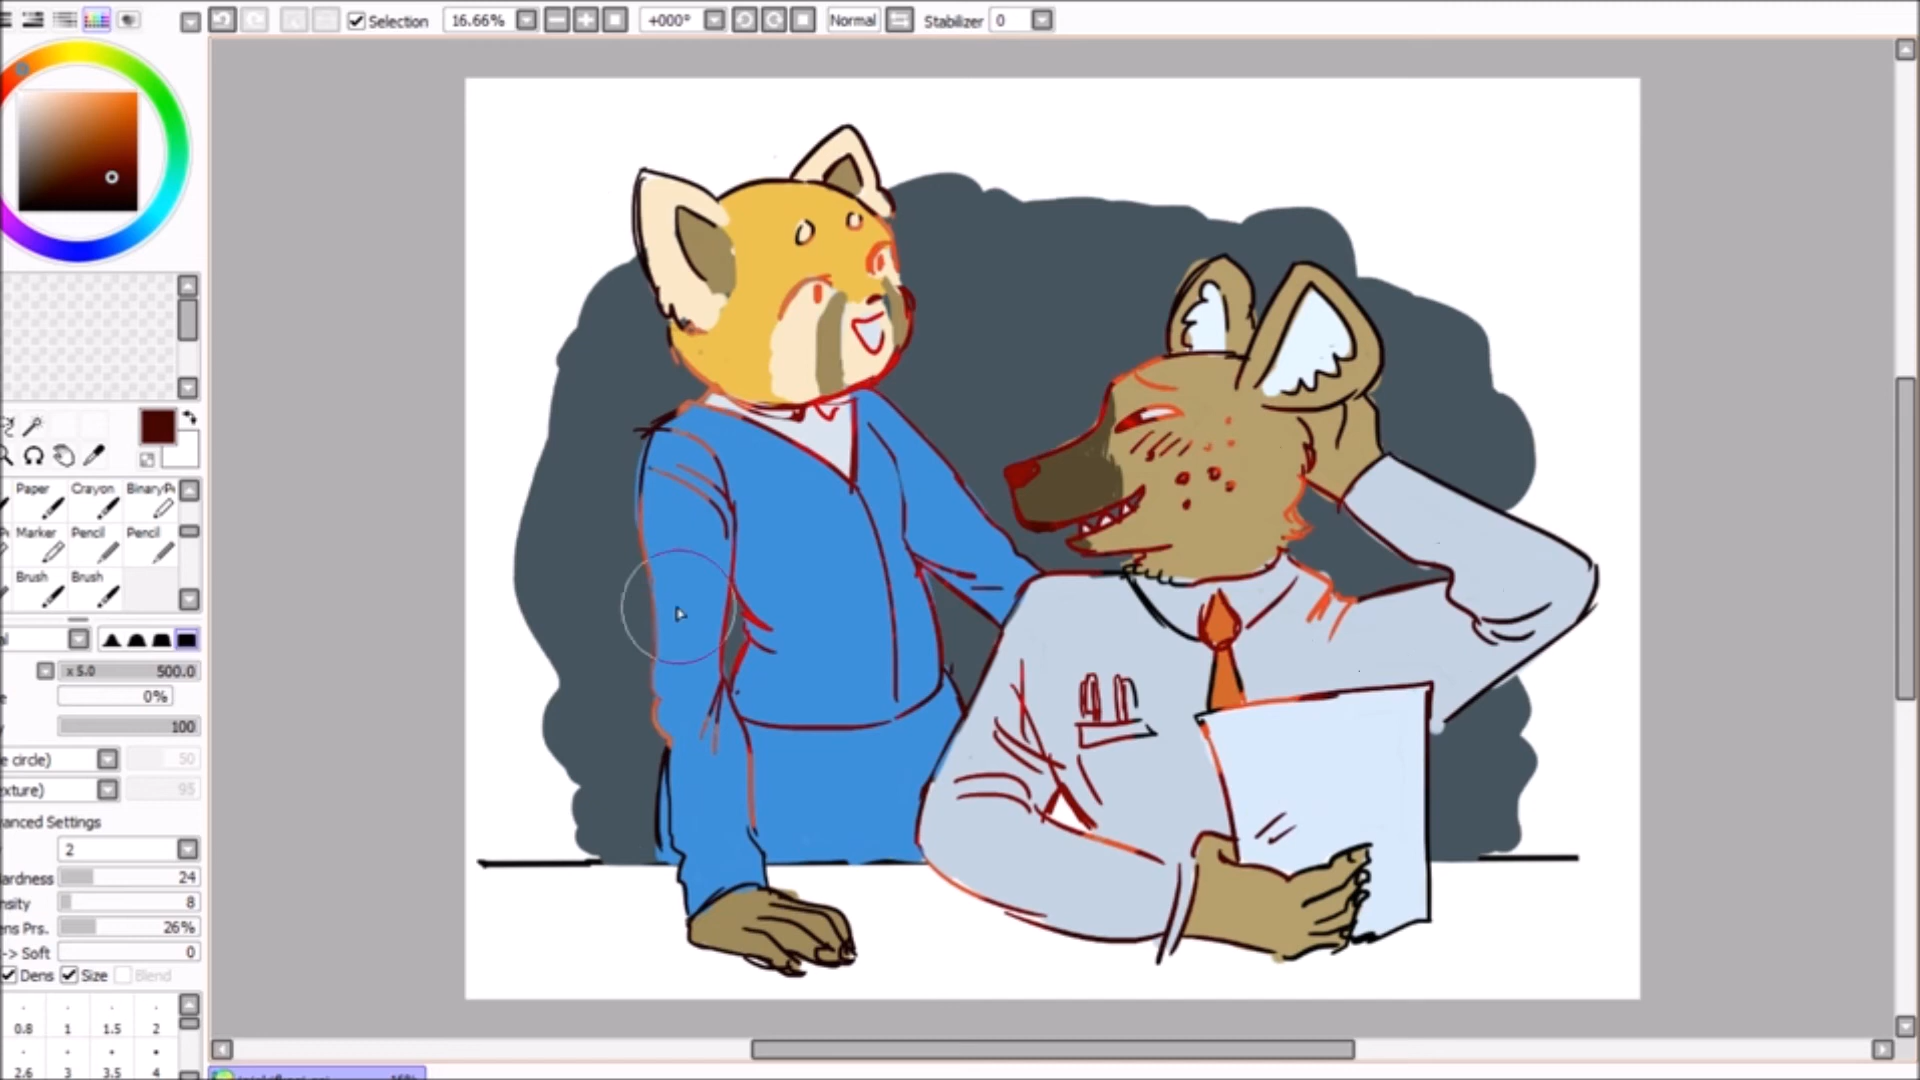 Selection 16.66% +000° Normal Stabilizer 0
Paper Crayon
Marker Pencil Pencil
Brush Brush
x 5.0 500.0
0%
100
e circle) 50
exture) 95
anced Settings
2
ardness 24
nsity 8
ens Prs. 26%
-> Soft 0
Dens Size Blend
0.8 1 1.5 2
2.6 3 3.5 4